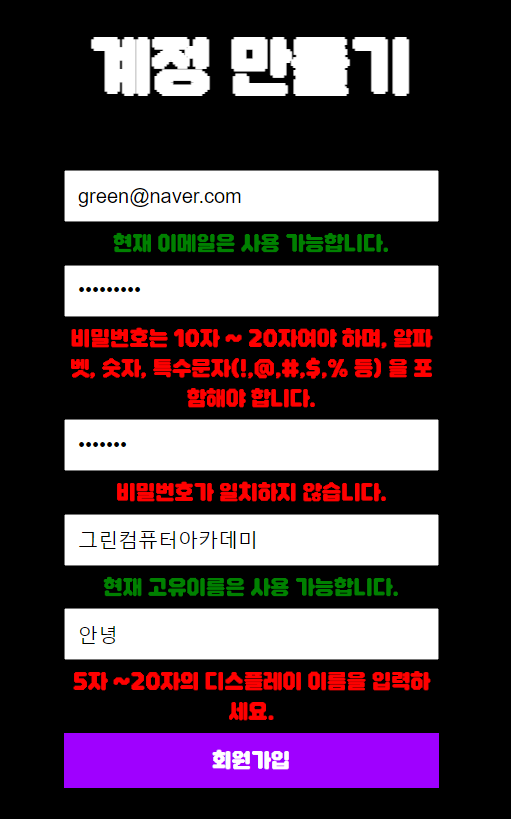 계정 만들기
green@naver.com
현재 이메일은 사용 가능합니다.
•••••••••
비밀번호는 10자 ~ 20자여야 하며, 알파
벳, 숫자, 특수문자(!,@,#,$,% 등) 을 포
함해야 합니다.
•••••••
비밀번호가 일치하지 않습니다.
그린컴퓨터아카데미
현재 고유이름은 사용 가능합니다.
안녕
5자 ~20자의 디스플레이 이름을 입력하
세요.
회원가입